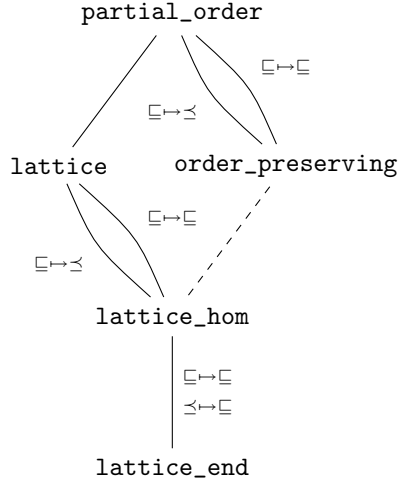 partial_order
⊑↦⊑
⊑↦⪯
lattice
order_preserving
⊑↦⊑
⊑↦⪯
lattice_hom
⊑↦⊑
⪯↦⊑
lattice_end